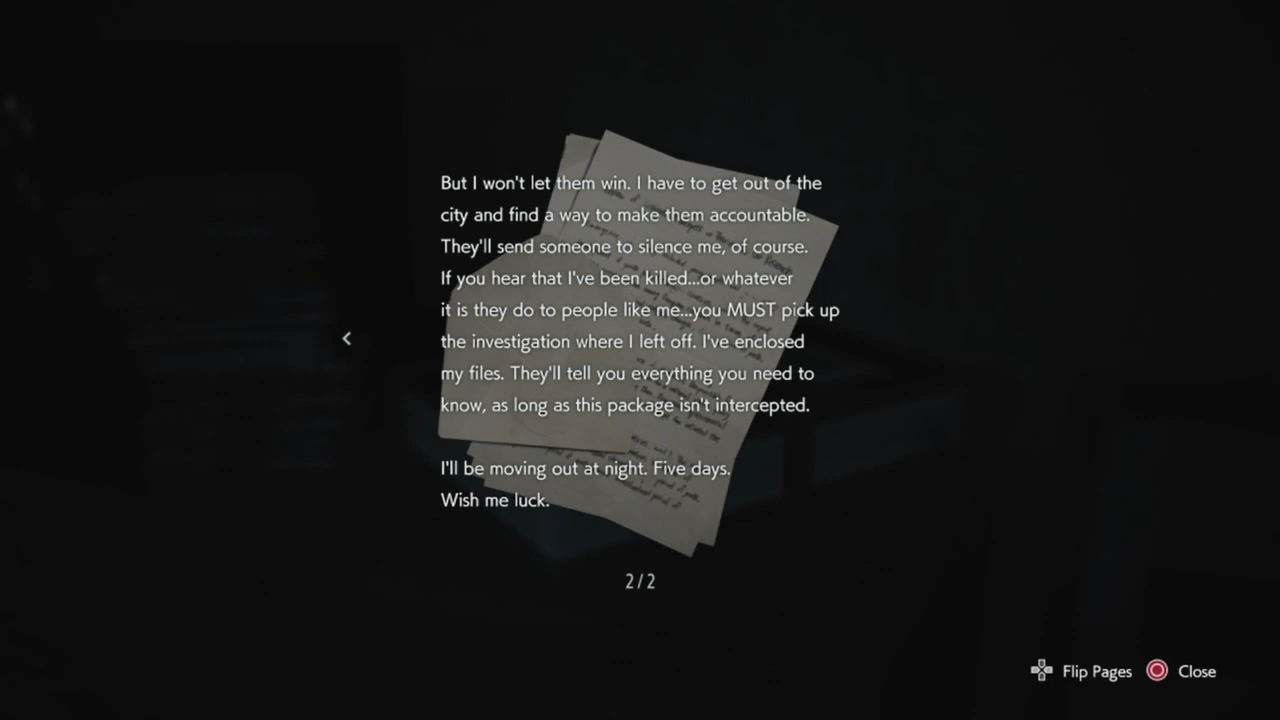 But I won't let them win. I have to get out of the
city and find a way to make them accountable.
They'll send someone to silence me, of course.
If you hear that I've been killed...or whatever
it is they do to people like me...you MUST pick up
the investigation where I left off. I've enclosed
my files. They'll tell you everything you need to
know, as long as this package isn't intercepted.
I'll be moving out at night. Five days.
Wish me luck.
2/2
Flip Pages Close